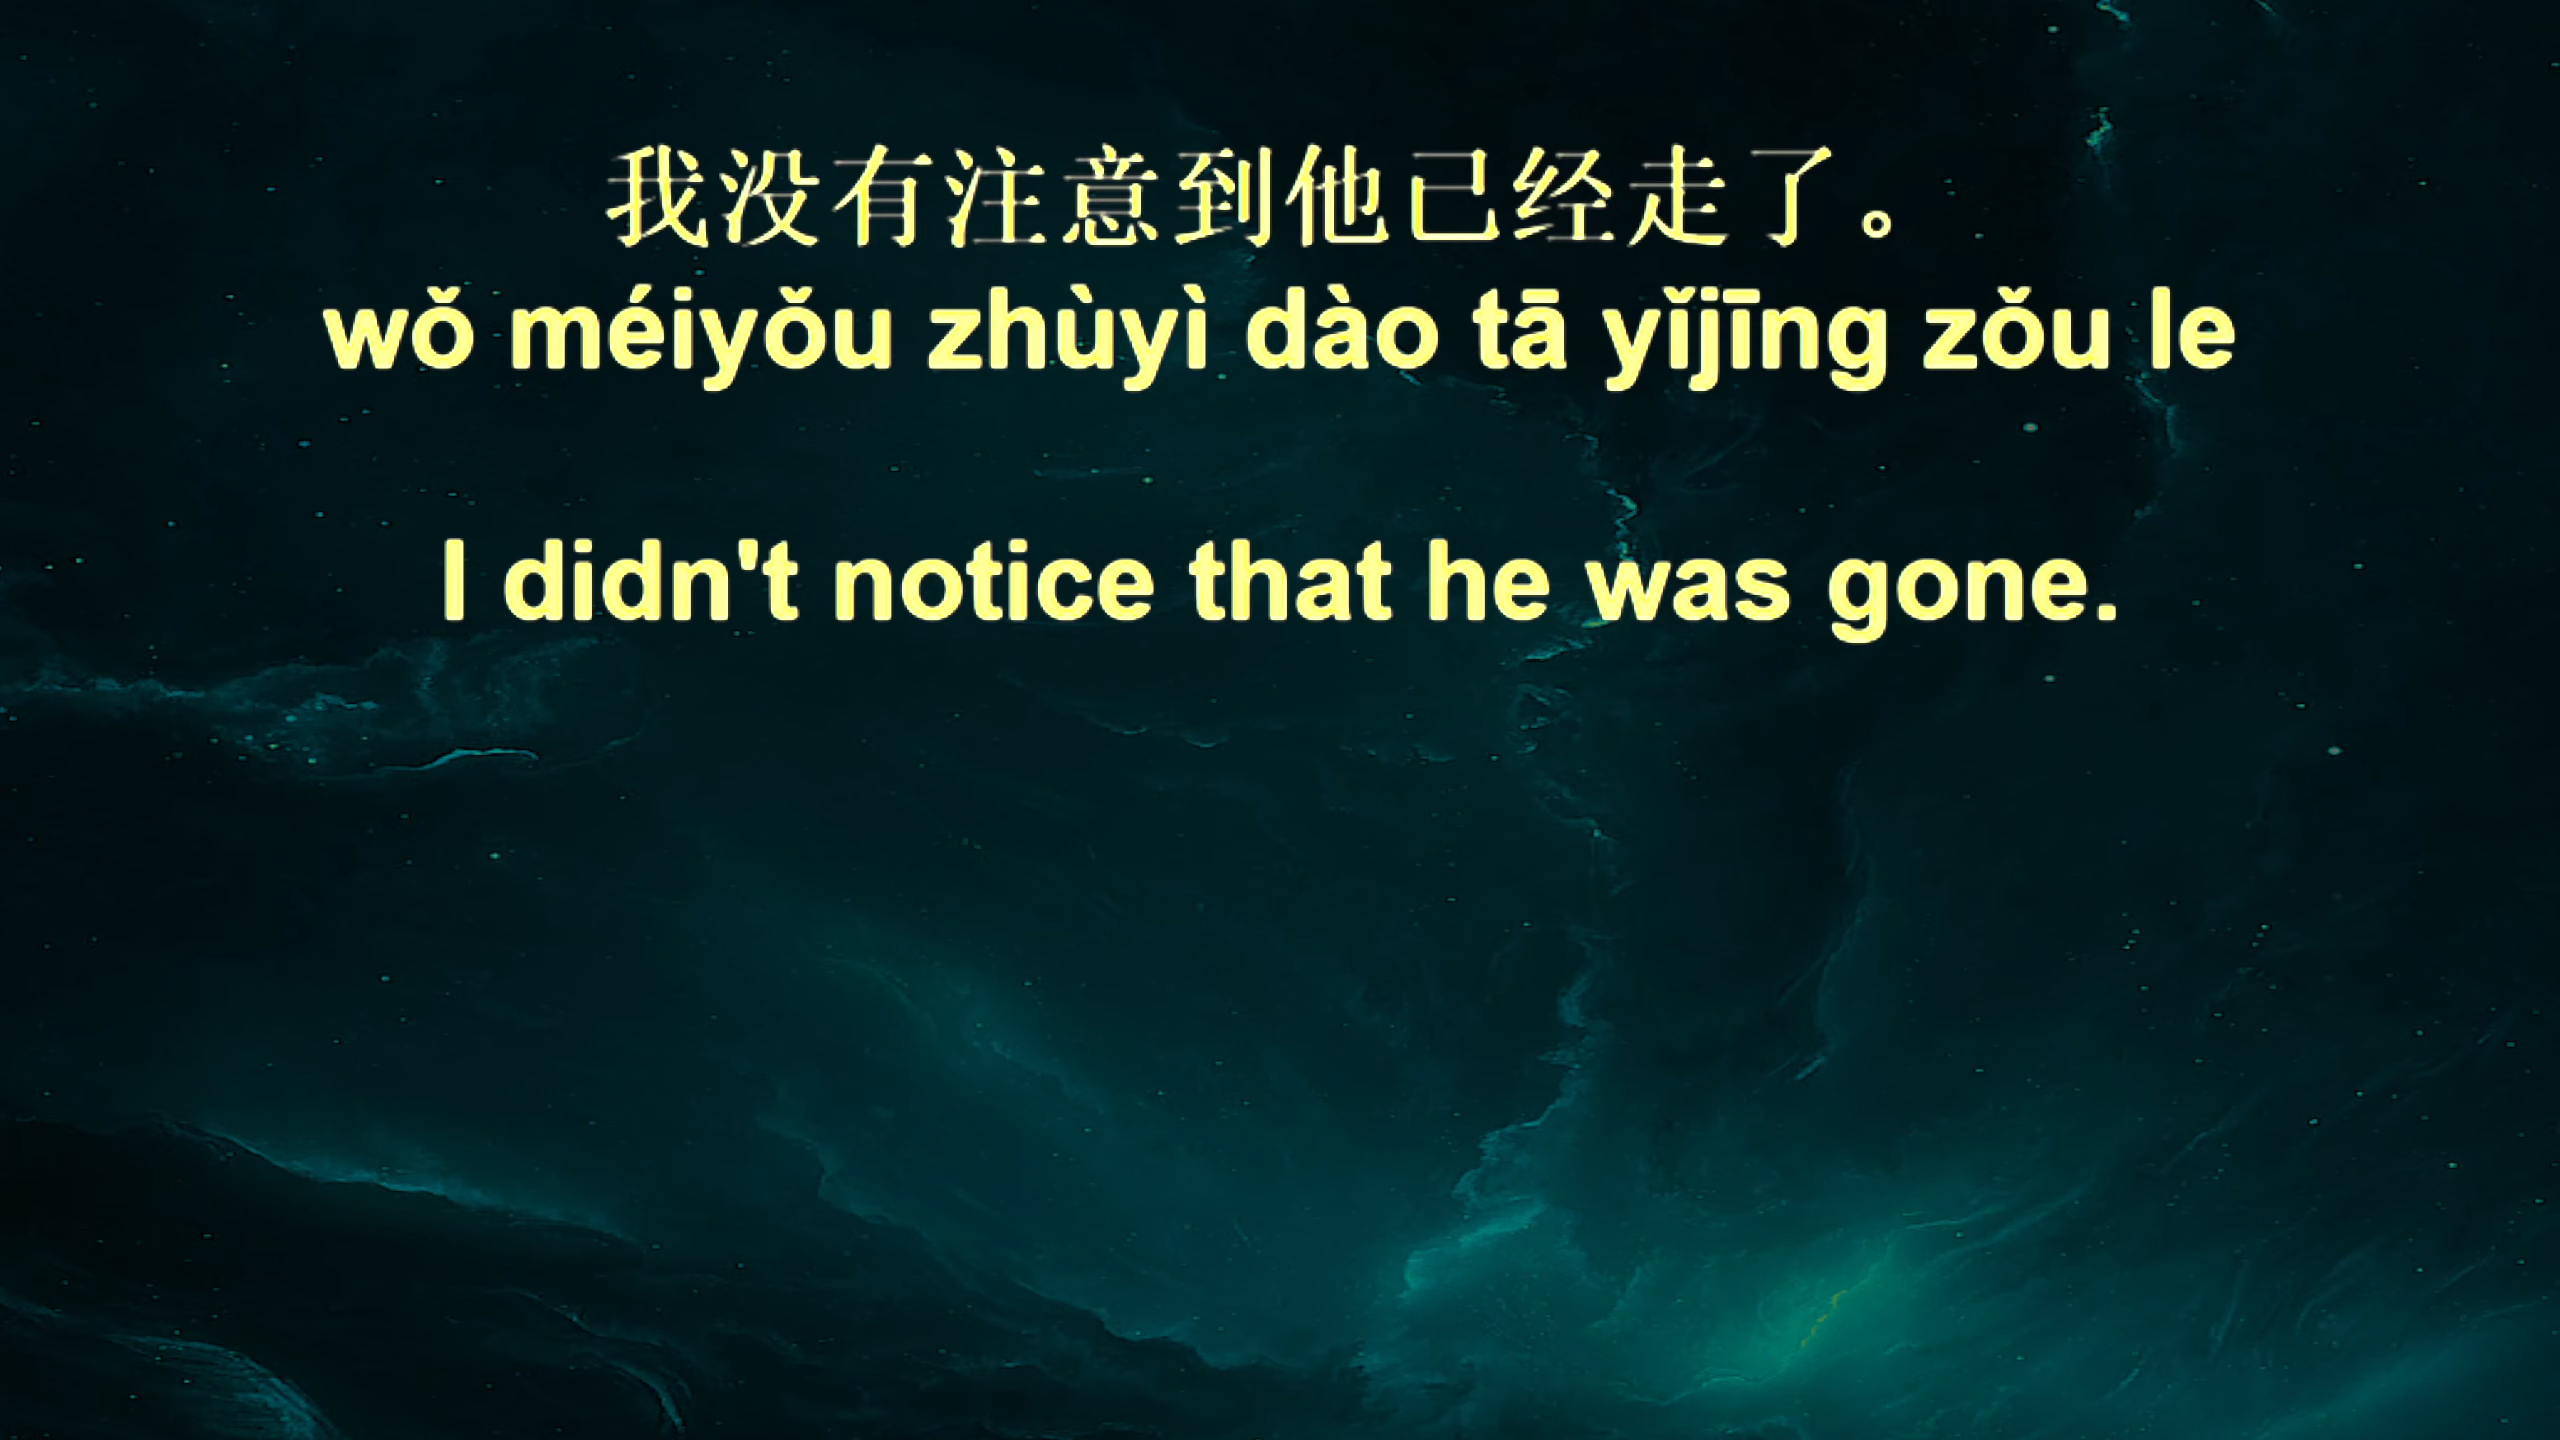 我没有注意到他已经走了。
wǒ méiyǒu zhùyì dào tā yǐjīng zǒu le
I didn't notice that he was gone.